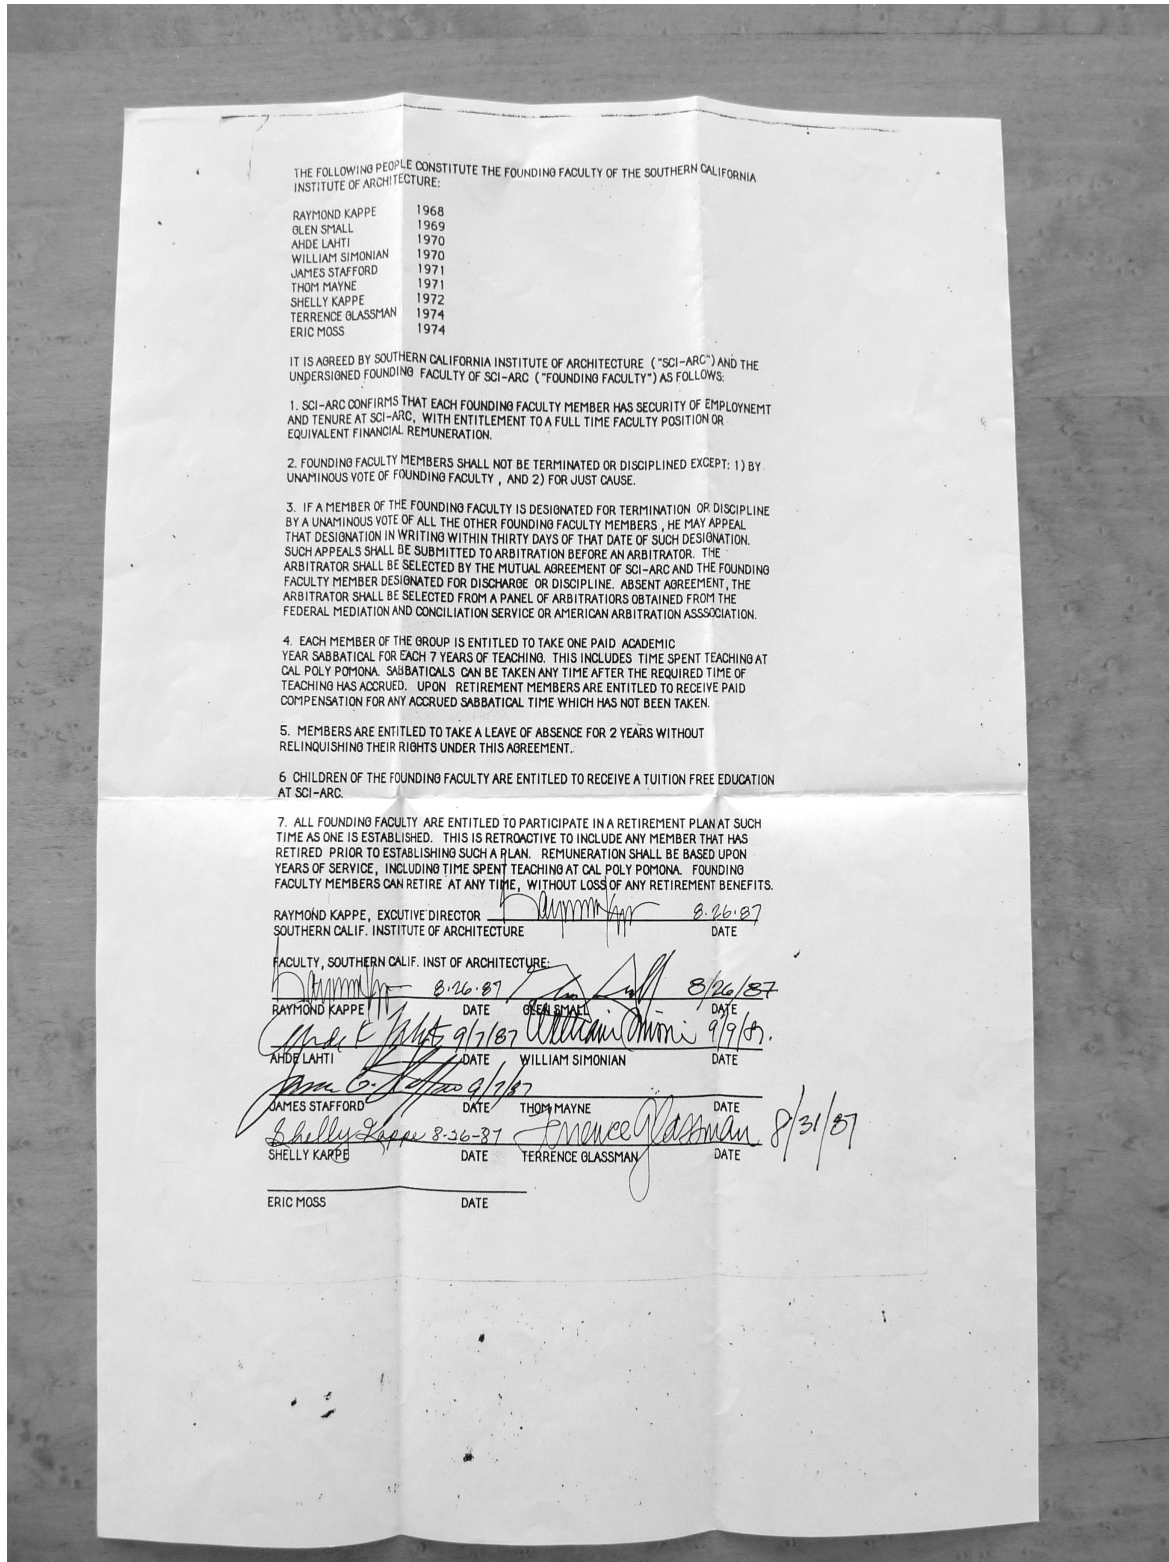 THE FOLLOWING PEOPLE CONSTITUTE THE FOUNDING FACULTY OF THE SOUTHERN CALIFORNIA
INSTITUTE OF ARCHITECTURE:
RAYMOND KAPPE 1968
GLEN SMALL 1969
AHDE LAHTI 1970
WILLIAM SIMONIAN 1970
JAMES STAFFORD 1971
THOM MAYNE 1971
SHELLY KAPPE 1972
TERRENCE GLASSMAN 1974
ERIC MOSS 1974
IT IS AGREED BY SOUTHERN CALIFORNIA INSTITUTE OF ARCHITECTURE ("SCI-ARC") AND THE
UNDERSIGNED FOUNDING FACULTY OF SCI-ARC ("FOUNDING FACULTY") AS FOLLOWS:
1. SCI-ARC CONFIRMS THAT EACH FOUNDING FACULTY MEMBER HAS SECURITY OF EMPLOYNEMT
AND TENURE AT SCI-ARC, WITH ENTITLEMENT TO A FULL TIME FACULTY POSITION OR
EQUIVALENT FINANCIAL REMUNERATION.
2. FOUNDING FACULTY MEMBERS SHALL NOT BE TERMINATED OR DISCIPLINED EXCEPT: 1) BY
UNAMINOUS VOTE OF FOUNDING FACULTY , AND 2) FOR JUST CAUSE.
3. IF A MEMBER OF THE FOUNDING FACULTY IS DESIGNATED FOR TERMINATION OR DISCIPLINE
BY A UNAMINOUS VOTE OF ALL THE OTHER FOUNDING FACULTY MEMBERS , HE MAY APPEAL
THAT DESIGNATION IN WRITING WITHIN THIRTY DAYS OF THAT DATE OF SUCH DESIGNATION.
SUCH APPEALS SHALL BE SUBMITTED TO ARBITRATION BEFORE AN ARBITRATOR. THE
ARBITRATOR SHALL BE SELECTED BY THE MUTUAL AGREEMENT OF SCI-ARC AND THE FOUNDING
FACULTY MEMBER DESIGNATED FOR DISCHARGE OR DISCIPLINE. ABSENT AGREEMENT, THE
ARBITRATOR SHALL BE SELECTED FROM A PANEL OF ARBITRATIORS OBTAINED FROM THE
FEDERAL MEDIATION AND CONCILIATION SERVICE OR AMERICAN ARBITRATION ASSSOCIATION.
4. EACH MEMBER OF THE GROUP IS ENTITLED TO TAKE ONE PAID ACADEMIC
YEAR SABBATICAL FOR EACH 7 YEARS OF TEACHING. THIS INCLUDES TIME SPENT TEACHING AT
CAL POLY POMONA. SABBATICALS CAN BE TAKEN ANY TIME AFTER THE REQUIRED TIME OF
TEACHING HAS ACCRUED. UPON RETIREMENT MEMBERS ARE ENTITLED TO RECEIVE PAID
COMPENSATION FOR ANY ACCRUED SABBATICAL TIME WHICH HAS NOT BEEN TAKEN.
5. MEMBERS ARE ENTITLED TO TAKE A LEAVE OF ABSENCE FOR 2 YEARS WITHOUT
RELINQUISHING THEIR RIGHTS UNDER THIS AGREEMENT.
6 CHILDREN OF THE FOUNDING FACULTY ARE ENTITLED TO RECEIVE A TUITION FREE EDUCATION
AT SCI-ARC.
7. ALL FOUNDING FACULTY ARE ENTITLED TO PARTICIPATE IN A RETIREMENT PLAN AT SUCH
TIME AS ONE IS ESTABLISHED. THIS IS RETROACTIVE TO INCLUDE ANY MEMBER THAT HAS
RETIRED PRIOR TO ESTABLISHING SUCH A PLAN. REMUNERATION SHALL BE BASED UPON
YEARS OF SERVICE, INCLUDING TIME SPENT TEACHING AT CAL POLY POMONA. FOUNDING
FACULTY MEMBERS CAN RETIRE AT ANY TIME, WITHOUT LOSS OF ANY RETIREMENT BENEFITS.
RAYMOND KAPPE, EXCUTIVE DIRECTOR 8·26·87
SOUTHERN CALIF. INSTITUTE OF ARCHITECTURE DATE
FACULTY, SOUTHERN CALIF. INST OF ARCHITECTURE:
8·26·87 8/26/87
RAYMOND KAPPE DATE GLEN SMALL DATE
9/7/87 9/9/87.
AHDE LAHTI DATE WILLIAM SIMONIAN DATE
9/7/87
JAMES STAFFORD DATE THOM MAYNE DATE
Shelly Kappe 8-26-87 Terrence Glassman 8/31/87
SHELLY KAPPE DATE TERRENCE GLASSMAN DATE
ERIC MOSS DATE